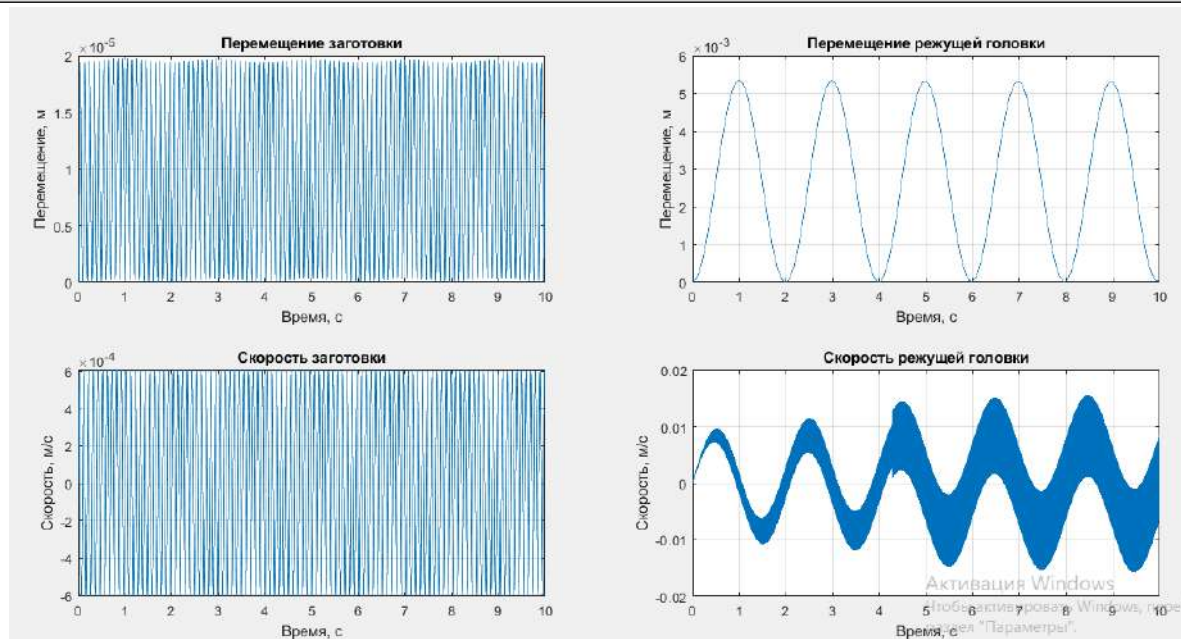 Перемещение заготовки
×10⁻⁵
2
1.5
1
0.5
0
Перемещение, м
0 1 2 3 4 5 6 7 8 9 10
Время, с
Перемещение режущей головки
×10⁻³
6
5
4
3
2
1
0
Перемещение, м
0 1 2 3 4 5 6 7 8 9 10
Время, с
Скорость заготовки
×10⁻⁴
6
4
2
0
-2
-4
-6
Скорость, м/с
0 1 2 3 4 5 6 7 8 9 10
Время, с
Скорость режущей головки
0.02
0.01
0
-0.01
-0.02
Скорость, м/с
0 1 2 3 4 5 6 7 8 9 10
Время, с
Активация Windows
Чтобы активировать Windows, пере
раздел "Параметры".